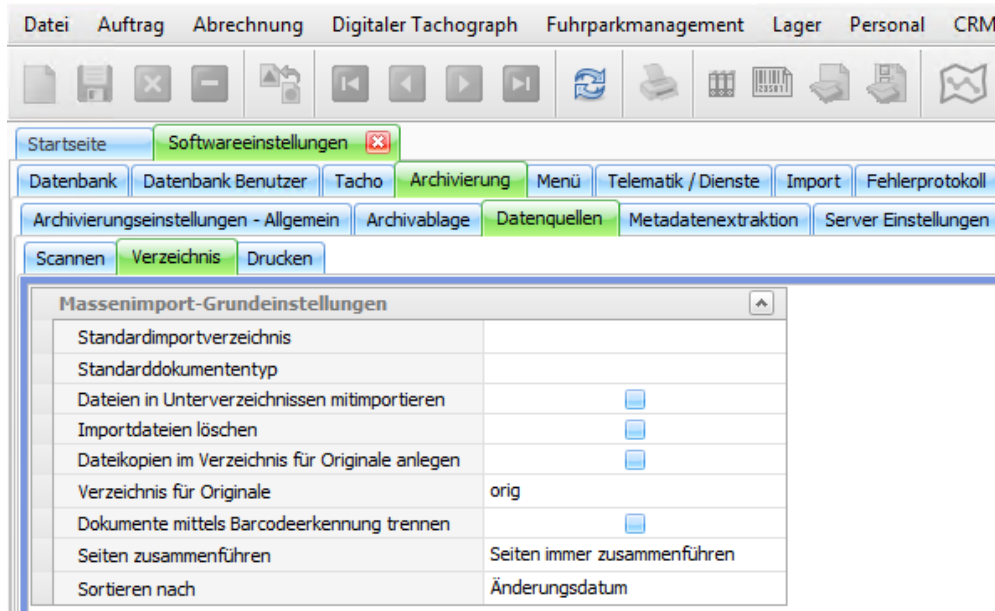 Datei Auftrag Abrechnung Digitaler Tachograph Fuhrparkmanagement Lager Personal CRM
Startseite Softwareeinstellungen
Datenbank Datenbank Benutzer Tacho Archivierung Menü Telematik / Dienste Import Fehlerprotokoll
Archivierungseinstellungen - Allgemein Archivablage Datenquellen Metadatenextraktion Server Einstellungen
Scannen Verzeichnis Drucken
Massenimport-Grundeinstellungen
Standardimportverzeichnis
Standarddokumententyp
Dateien in Unterverzeichnissen mitimportieren
Importdateien löschen
Dateikopien im Verzeichnis für Originale anlegen
Verzeichnis für Originale orig
Dokumente mittels Barcodeerkennung trennen
Seiten zusammenführen Seiten immer zusammenführen
Sortieren nach Änderungsdatum